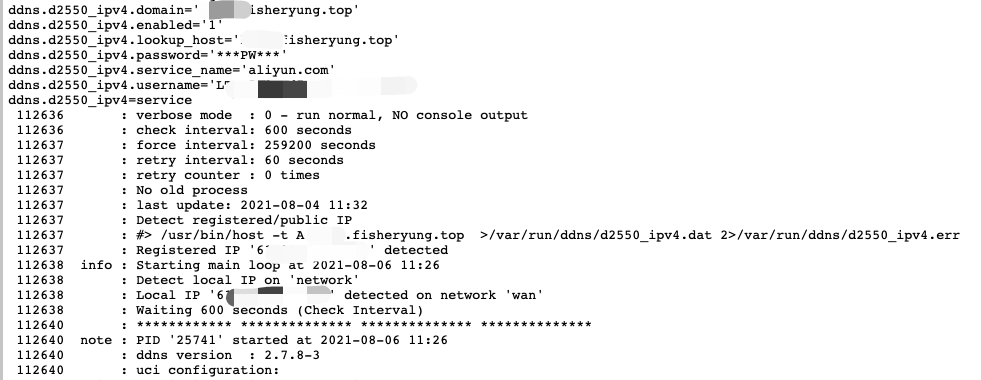 ddns.d2550_ipv4.domain=' isheryung.top'
ddns.d2550_ipv4.enabled='1'
ddns.d2550_ipv4.lookup_host=' fisheryung.top'
ddns.d2550_ipv4.password='***PW***'
ddns.d2550_ipv4.service_name='aliyun.com'
ddns.d2550_ipv4.username='L
ddns.d2550_ipv4=service
112636 : verbose mode : 0 - run normal, NO console output
112636 : check interval: 600 seconds
112637 : force interval: 259200 seconds
112637 : retry interval: 60 seconds
112637 : retry counter : 0 times
112637 : No old process
112637 : last update: 2021-08-04 11:32
112637 : Detect registered/public IP
112637 : #> /usr/bin/host -t A .fisheryung.top >/var/run/ddns/d2550_ipv4.dat 2>/var/run/ddns/d2550_ipv4.err
112637 : Registered IP '6 ' detected
112638 info : Starting main loop at 2021-08-06 11:26
112638 : Detect local IP on 'network'
112638 : Local IP '6 ' detected on network 'wan'
112638 : Waiting 600 seconds (Check Interval)
112640 : ************ ************** ************** **************
112640 note : PID '25741' started at 2021-08-06 11:26
112640 : ddns version : 2.7.8-3
112640 : uci configuration: